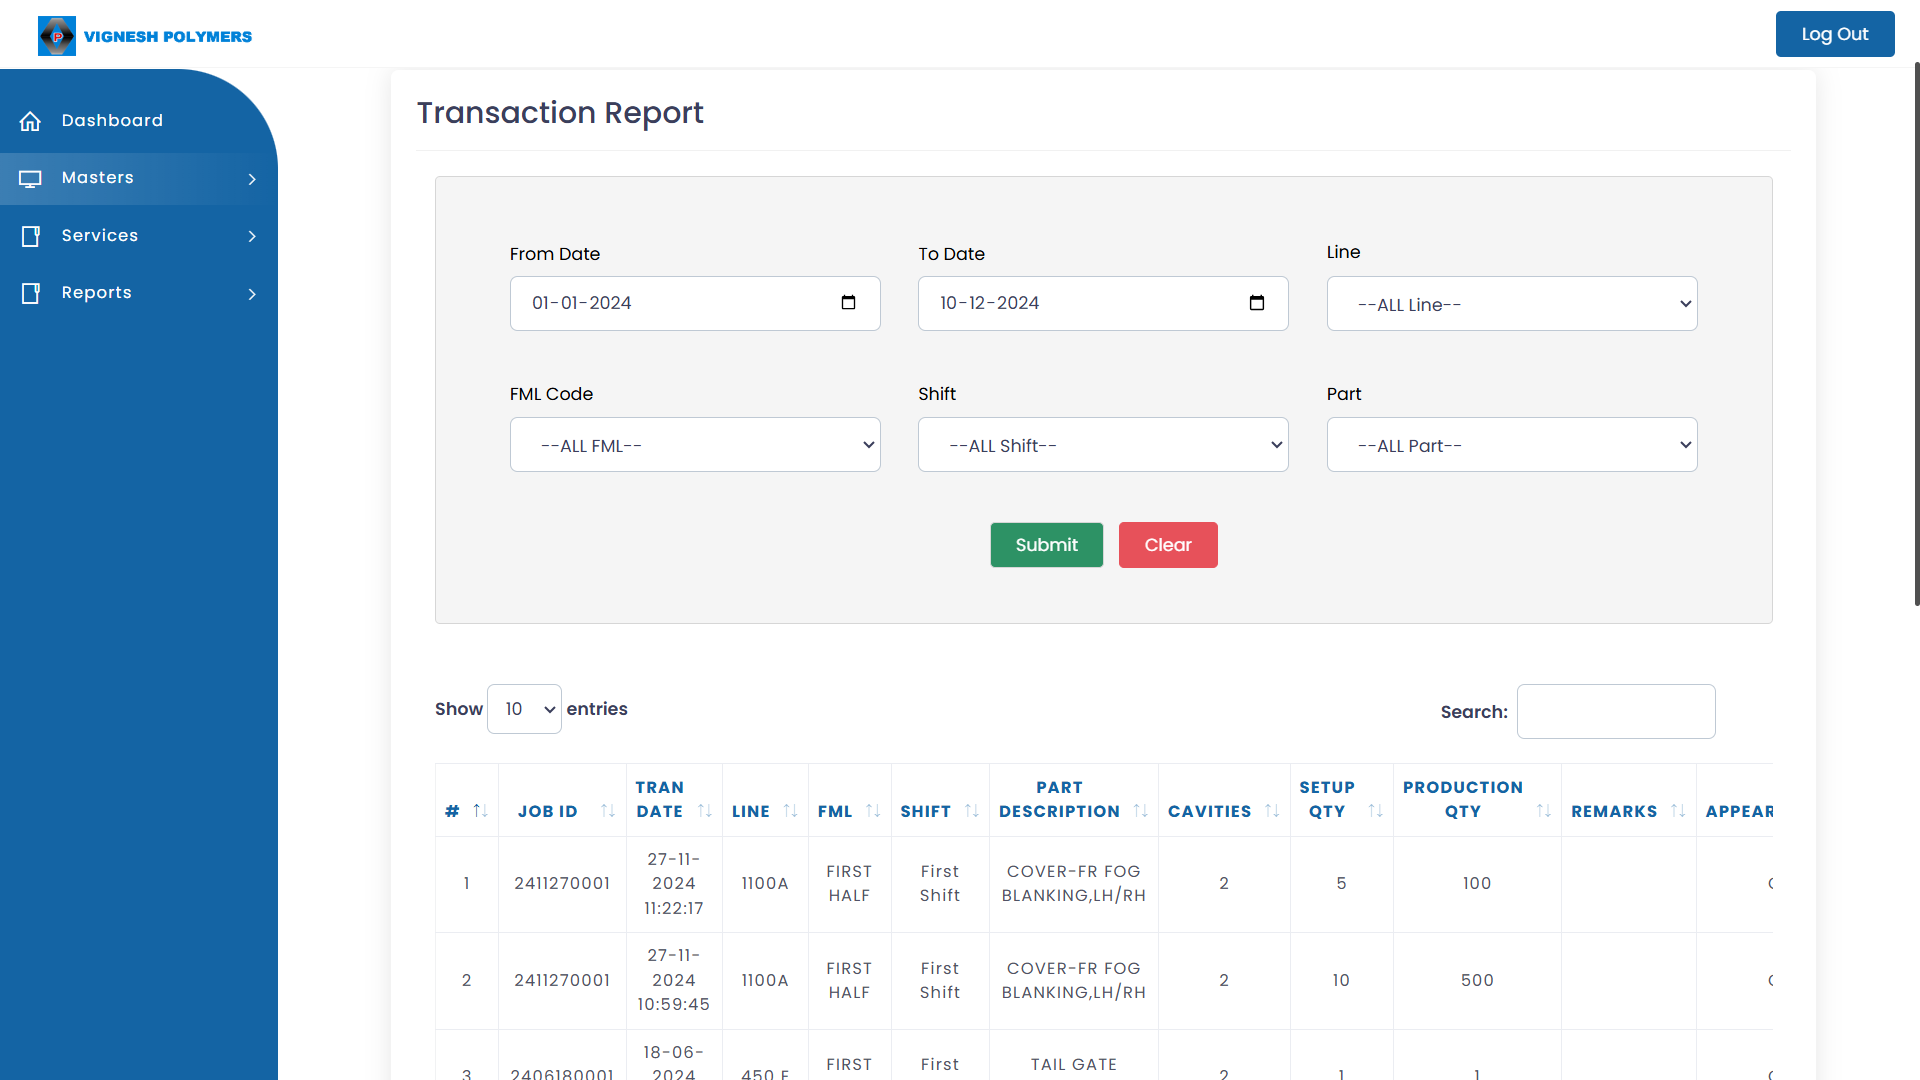 VIGNESH POLYMERS
Log Out
Dashboard
Masters
Services
Reports
Transaction Report
From Date
To Date
Line
01-01-2024
10-12-2024
--ALL Line--
FML Code
Shift
Part
--ALL FML--
--ALL Shift--
--ALL Part--
Submit
Clear
Show 10 entries
Search:
# JOB ID TRAN DATE LINE FML SHIFT PART DESCRIPTION CAVITIES SETUP QTY PRODUCTION QTY REMARKS APPEAR
1 2411270001 27-11-2024 11:22:17 1100A FIRST HALF First Shift COVER-FR FOG BLANKING,LH/RH 2 5 100
2 2411270001 27-11-2024 10:59:45 1100A FIRST HALF First Shift COVER-FR FOG BLANKING,LH/RH 2 10 500
3 2406180001 18-06-2024 450 FIRST First TAIL GATE 2 1 1